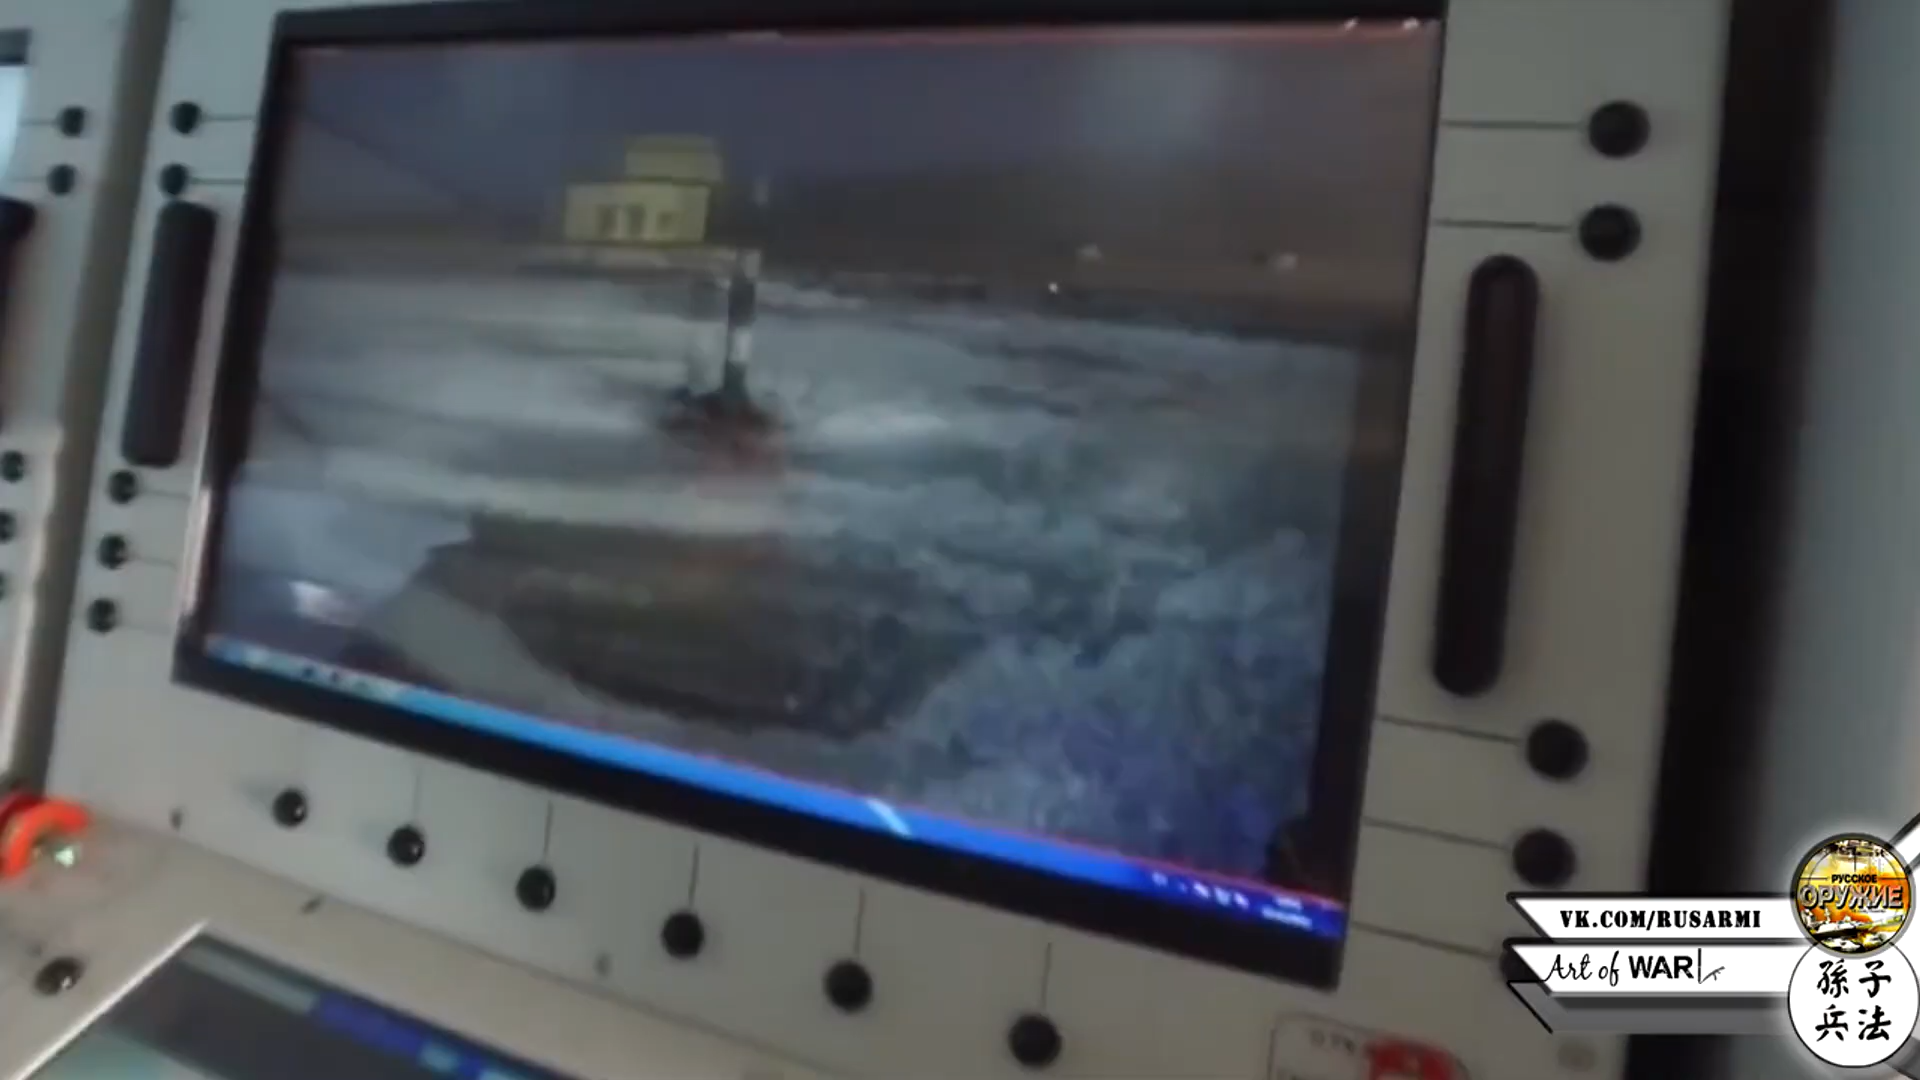 РУССКОЕ
ОРУЖИЕ
VK.COM/RUSARMI
Art of WAR
孫子
兵法